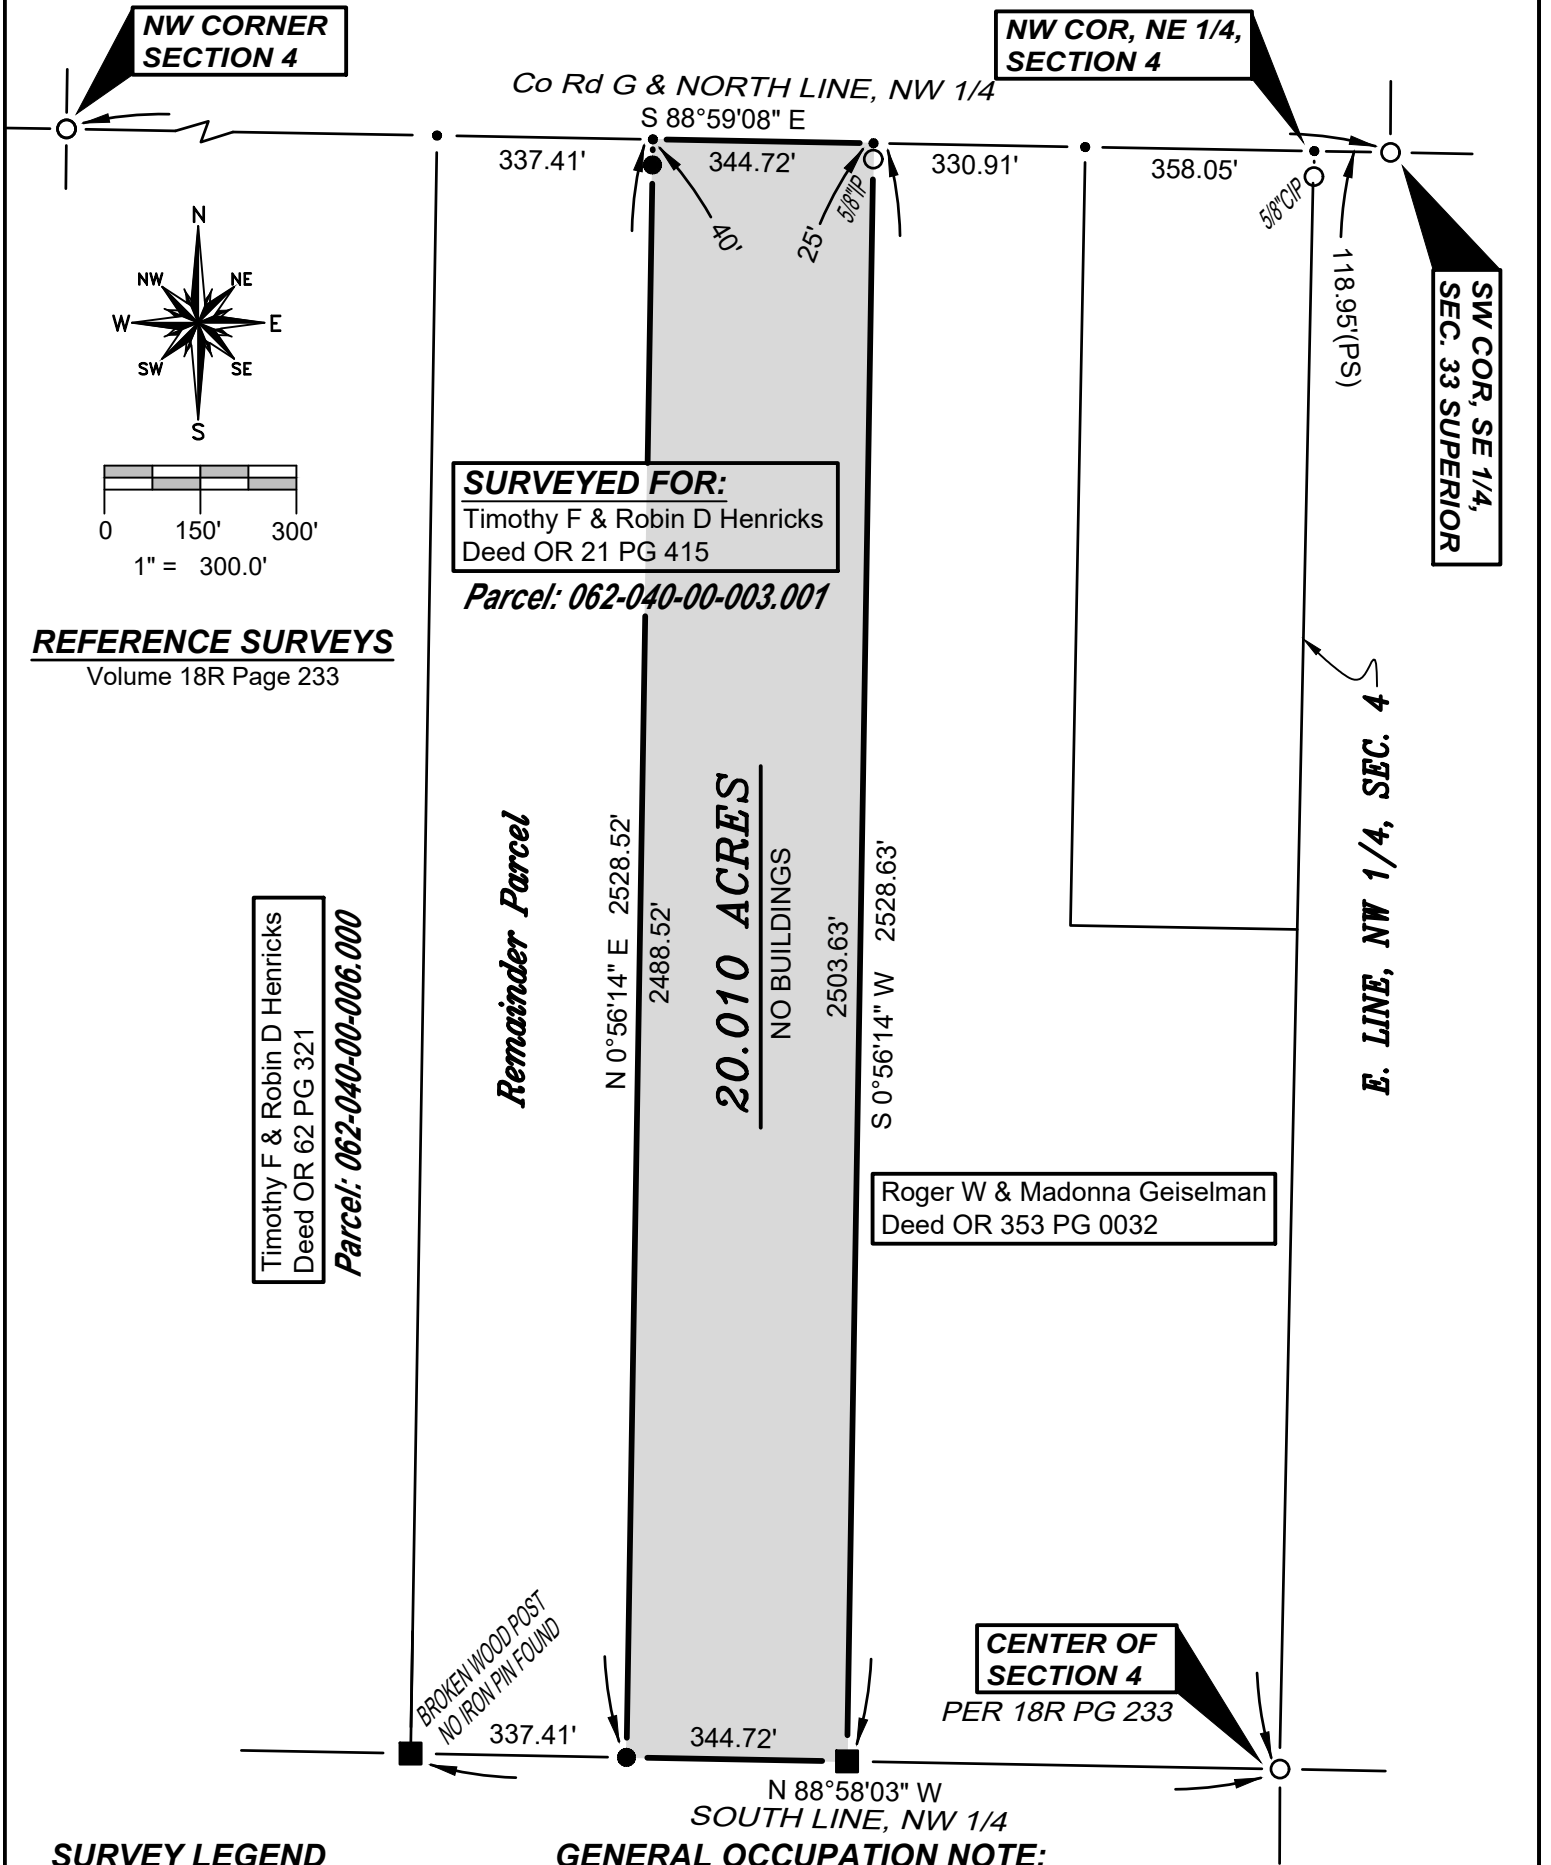 NW CORNER
SECTION 4
NW COR, NE 1/4,
SECTION 4
Co Rd G & NORTH LINE, NW 1/4
S 88°59'08" E
337.41'
344.72'
330.91'
358.05'
40'
25'
5/8"IP
5/8"C/P
118.95'(PS)
SW COR, SE 1/4,
SEC. 33 SUPERIOR
N
NW
NE
W
E
SW
SE
S
0 150' 300'
1" = 300.0'
SURVEYED FOR:
Timothy F & Robin D Henricks
Deed OR 21 PG 415
Parcel: 062-040-00-003.001
REFERENCE SURVEYS
Volume 18R Page 233
E. LINE, NW 1/4, SEC. 4
Timothy F & Robin D Henricks
Deed OR 62 PG 321
Parcel: 062-040-00-006.000
Remainder Parcel
N 0°56'14" E 2528.52'
2488.52'
20.010 ACRES
NO BUILDINGS
2503.63'
S 0°56'14" W 2528.63'
Roger W & Madonna Geiselman
Deed OR 353 PG 0032
BROKEN WOOD POST
NO IRON PIN FOUND
CENTER OF
SECTION 4
PER 18R PG 233
337.41'
344.72'
N 88°58'03" W
SOUTH LINE, NW 1/4
SURVEY LEGEND
GENERAL OCCUPATION NOTE: